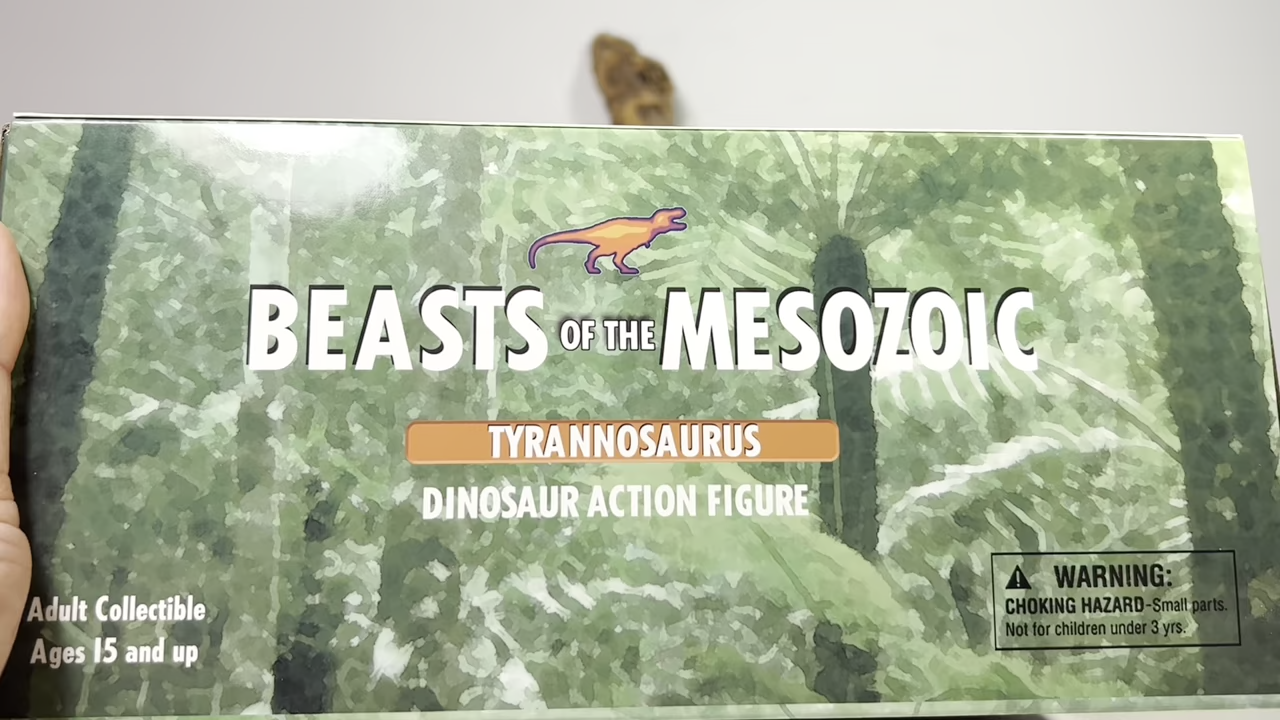 BEASTS OF THE MESOZOIC
TYRANNOSAURUS
DINOSAUR ACTION FIGURE
Adult Collectible
Ages 15 and up
WARNING:
CHOKING HAZARD-Small parts.
Not for children under 3 yrs.